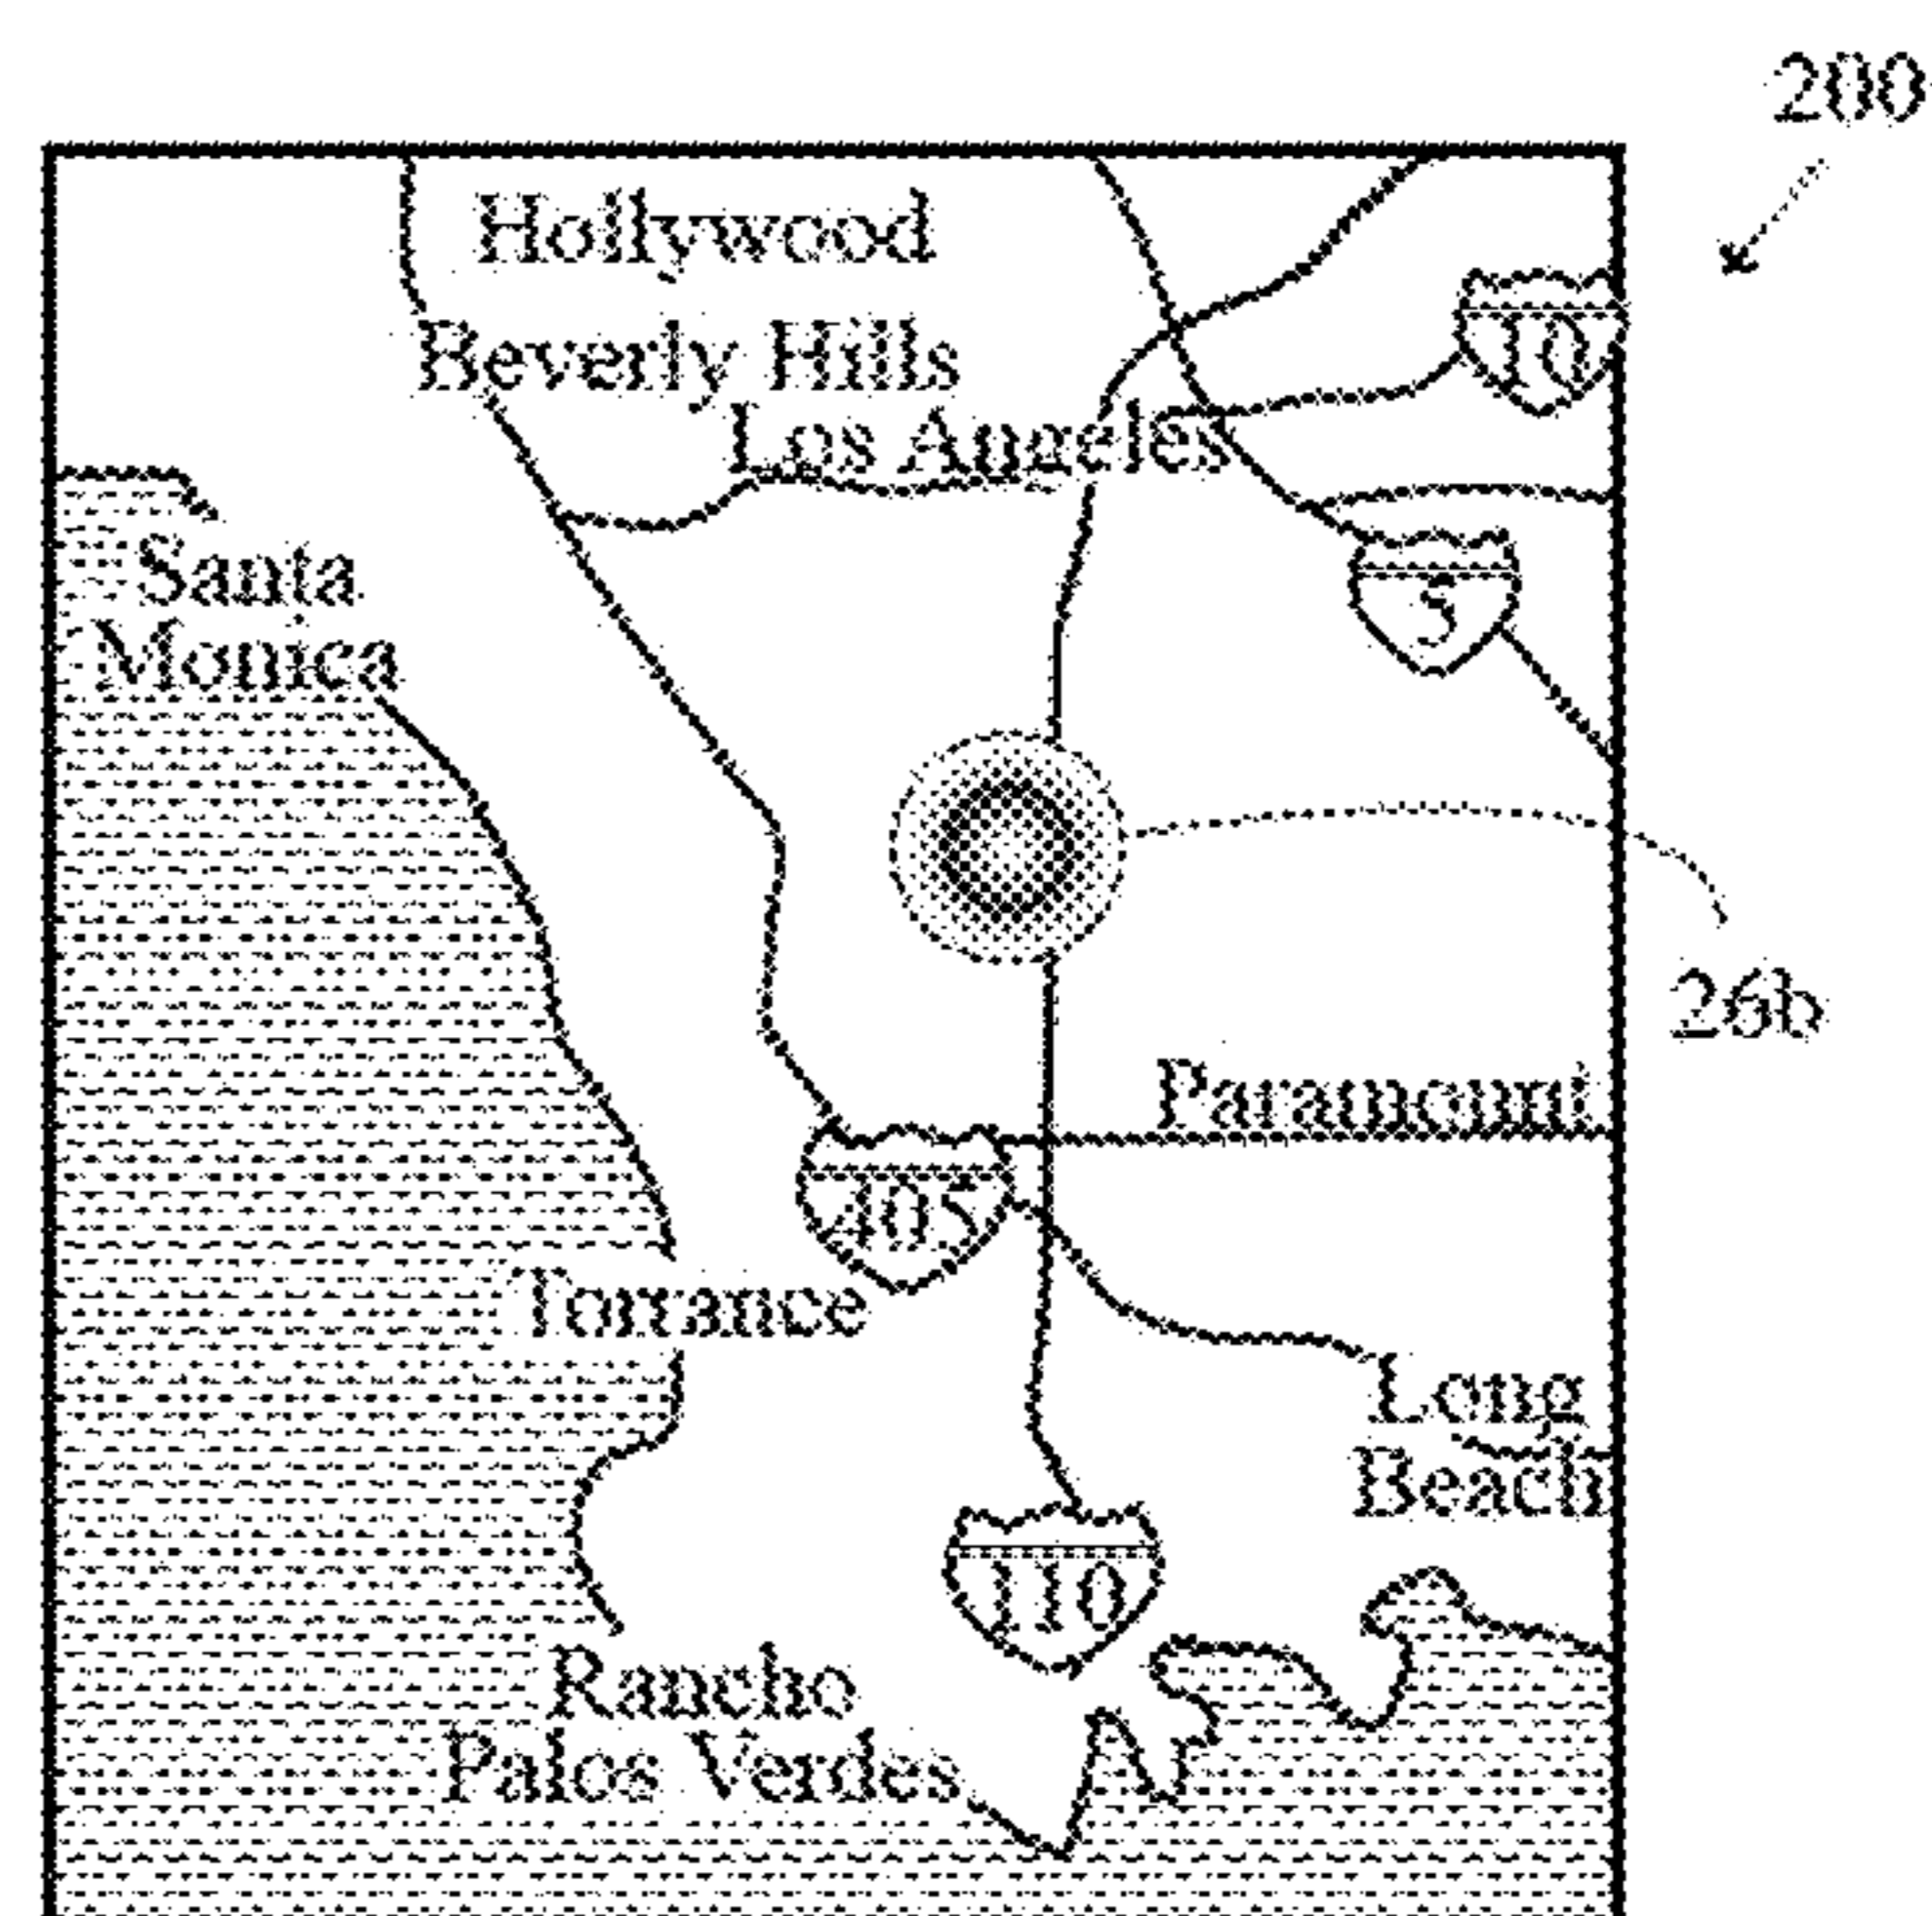 200
Hollywood
10
Beverly Hills
Los Angeles
Santa
Monica
5
26b
Paramount
405
Torrance
Long
Beach
110
Rancho
Palos Verdes